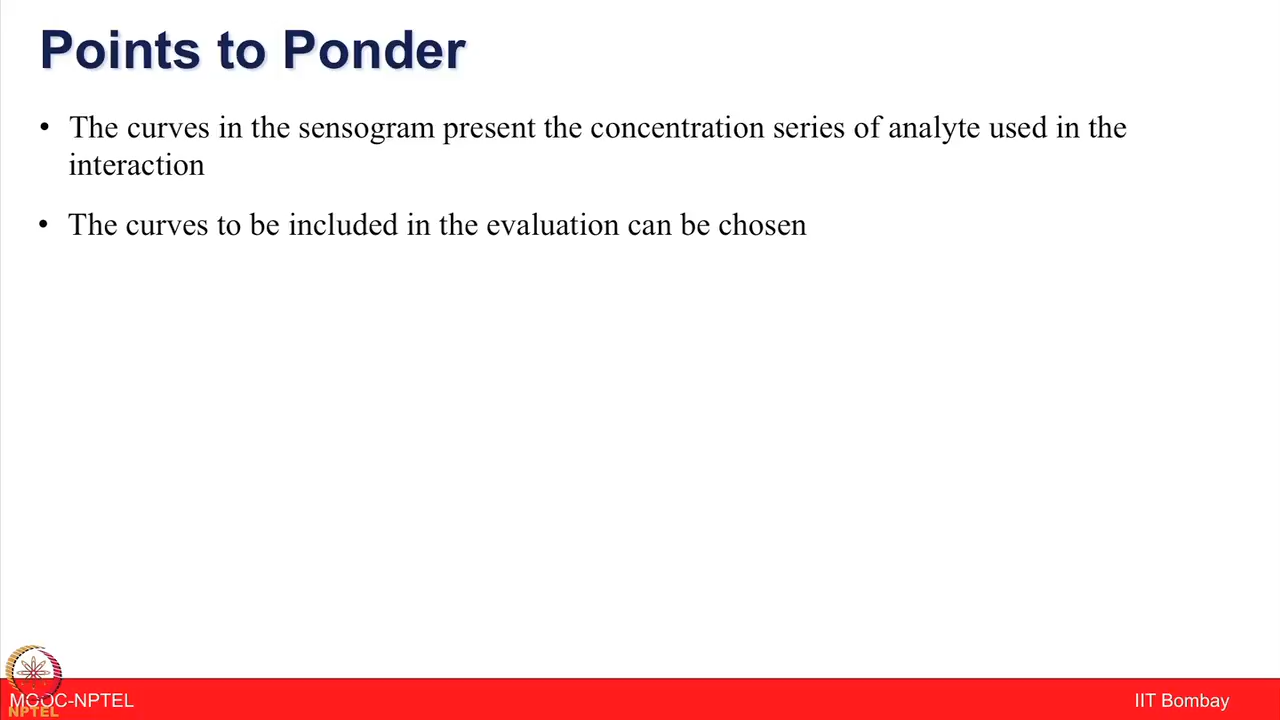 Points to Ponder
• The curves in the sensogram present the concentration series of analyte used in the
interaction
• The curves to be included in the evaluation can be chosen
MOOC-NPTEL
NPTEL
IIT Bombay